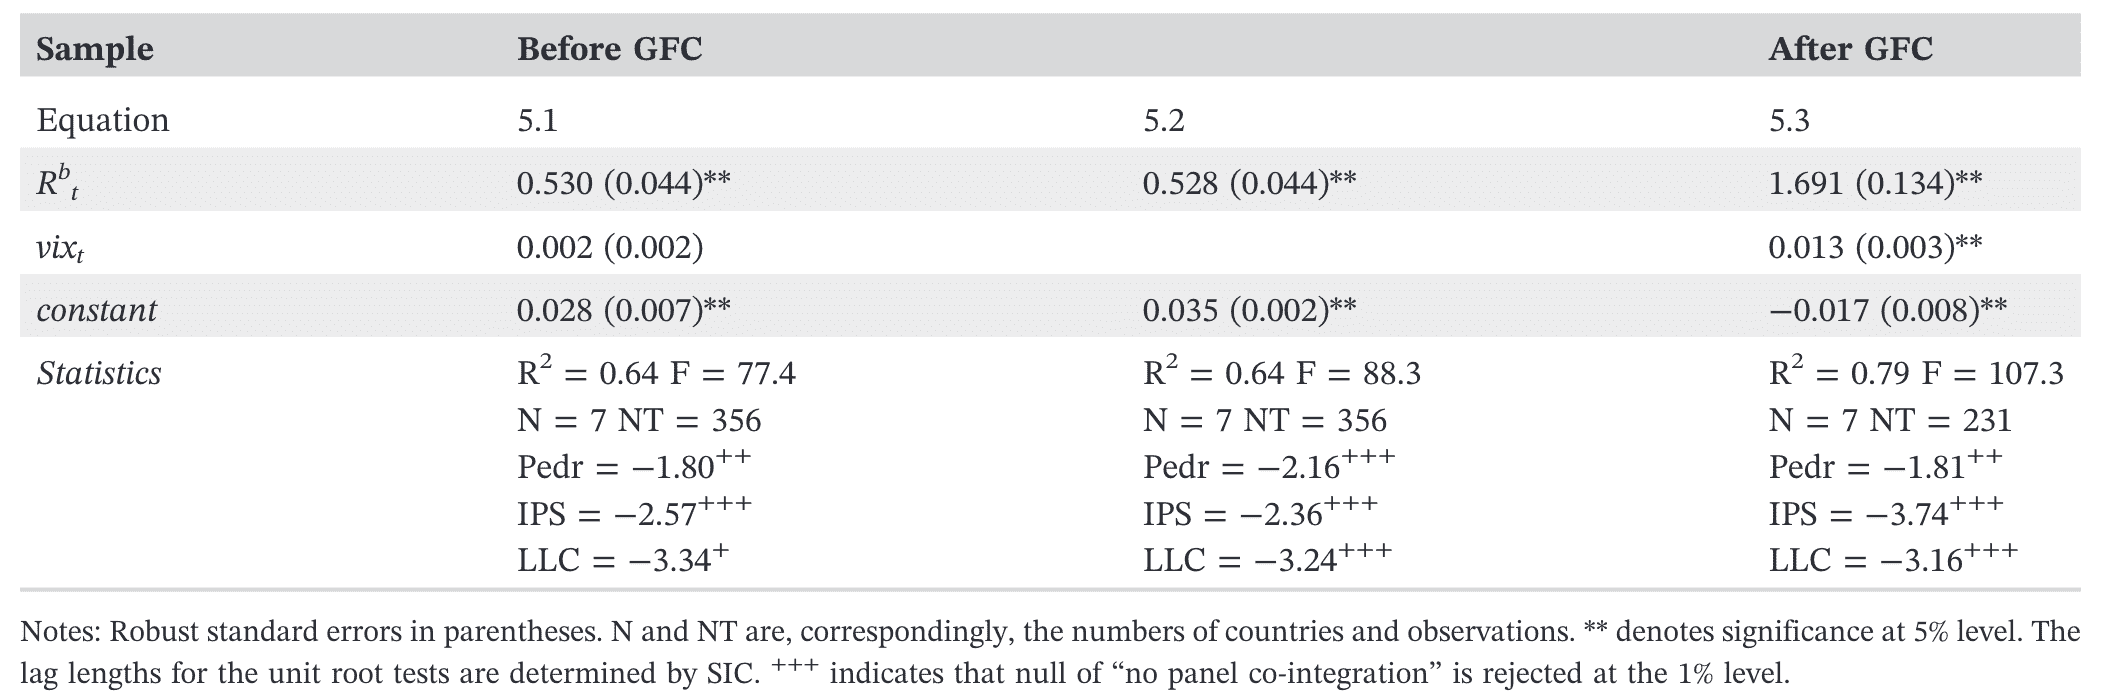 Sample Before GFC After GFC
Equation 5.1 5.2 5.3
Rᵇₜ 0.530 (0.044)** 0.528 (0.044)** 1.691 (0.134)**
vixₜ 0.002 (0.002) 0.013 (0.003)**
constant 0.028 (0.007)** 0.035 (0.002)** −0.017 (0.008)**
Statistics R² = 0.64 F = 77.4 R² = 0.64 F = 88.3 R² = 0.79 F = 107.3
N = 7 NT = 356 N = 7 NT = 356 N = 7 NT = 231
Pedr = −1.80⁺⁺ Pedr = −2.16⁺⁺⁺ Pedr = −1.81⁺⁺
IPS = −2.57⁺⁺⁺ IPS = −2.36⁺⁺⁺ IPS = −3.74⁺⁺⁺
LLC = −3.34⁺ LLC = −3.24⁺⁺⁺ LLC = −3.16⁺⁺⁺
Notes: Robust standard errors in parentheses. N and NT are, correspondingly, the numbers of countries and observations. ** denotes significance at 5% level. The
lag lengths for the unit root tests are determined by SIC. ⁺⁺⁺ indicates that null of “no panel co-integration” is rejected at the 1% level.